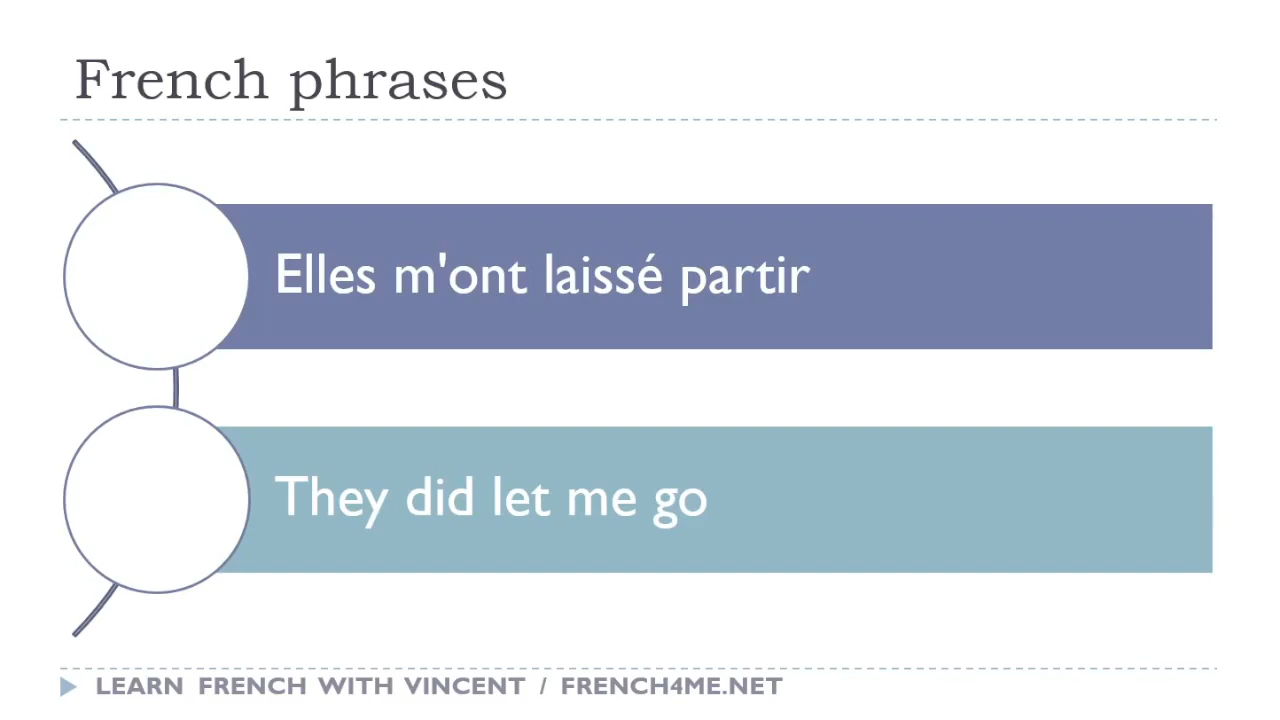 French phrases
Elles m'ont laissé partir
They did let me go
LEARN FRENCH WITH VINCENT / FRENCH4ME.NET